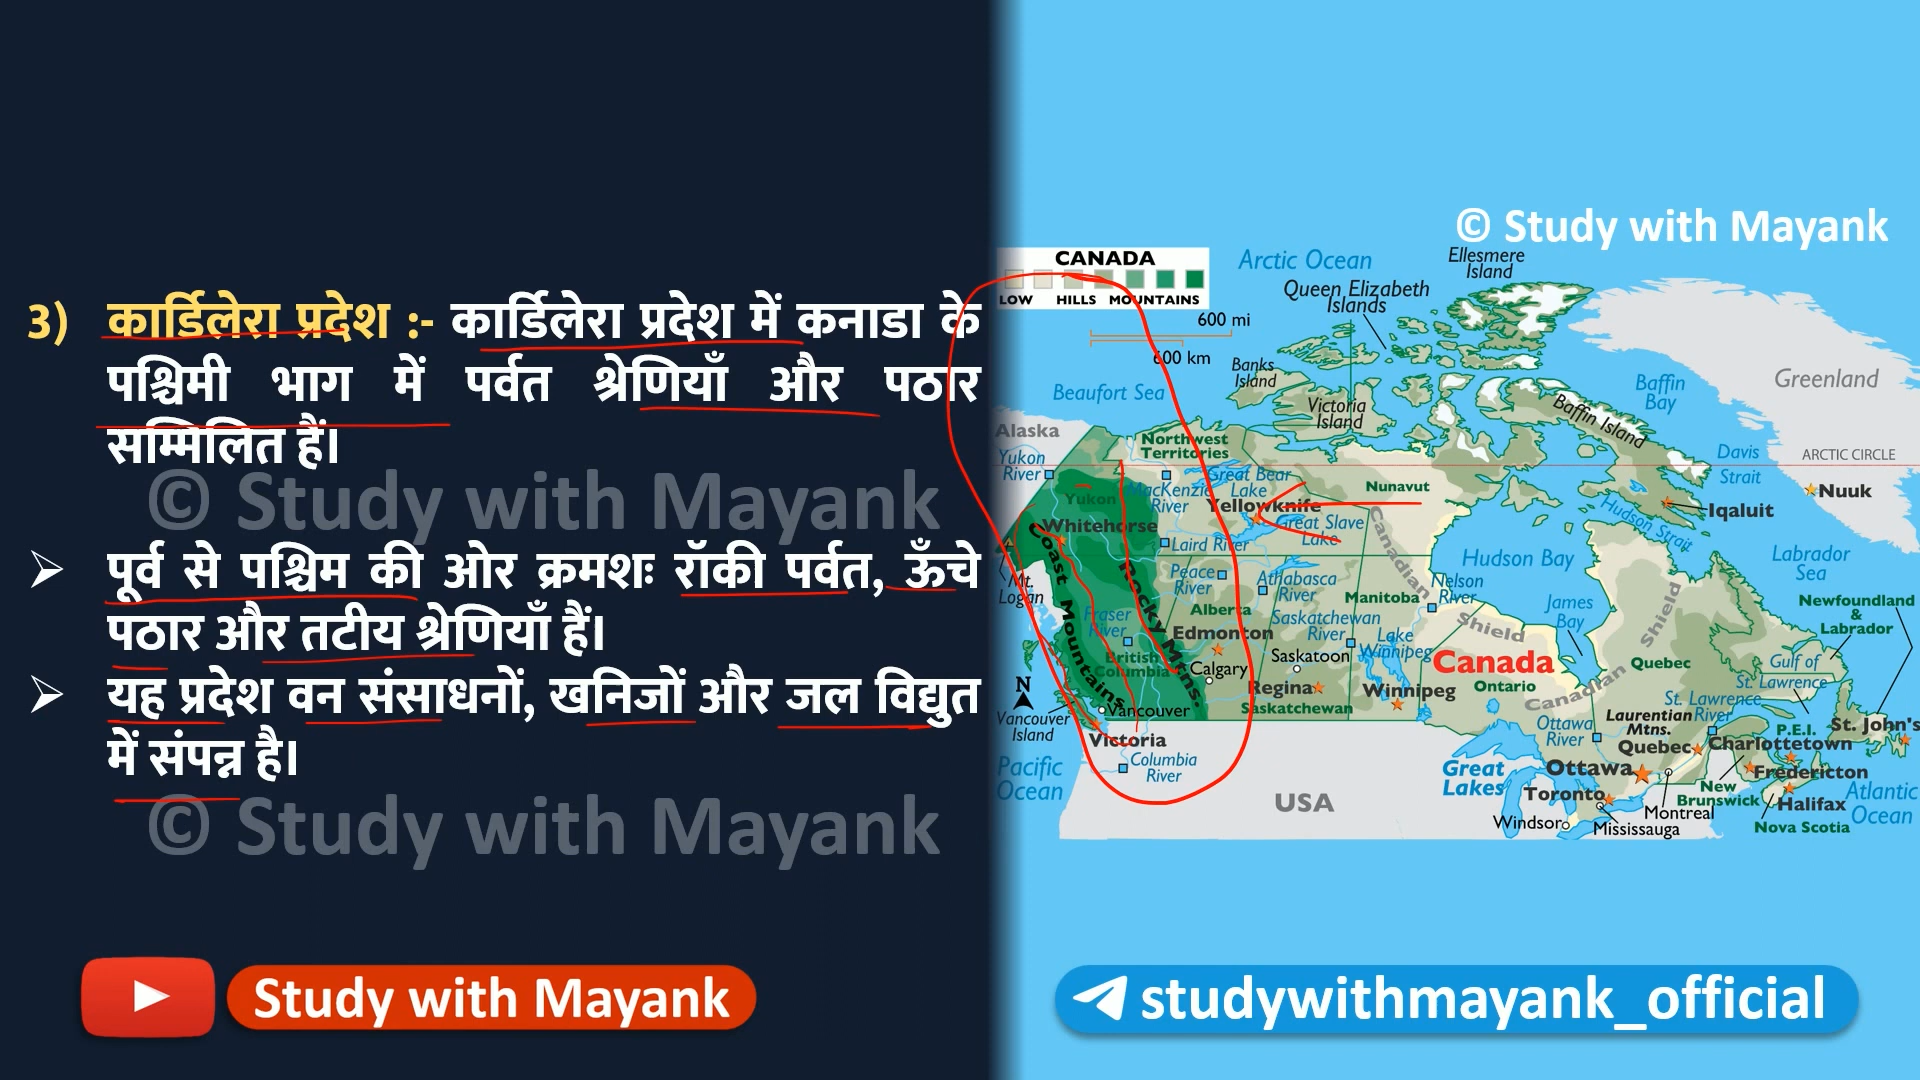 © Study with Mayank
3) कार्डिलेरा प्रदेश :- कार्डिलेरा प्रदेश में कनाडा के
पश्चिमी भाग में पर्वत श्रेणियाँ और पठार
सम्मिलित हैं।
© Study with Mayank
➢ पूर्व से पश्चिम की ओर क्रमशः रॉकी पर्वत, ऊँचे
पठार और तटीय श्रेणियाँ हैं।
➢ यह प्रदेश वन संसाधनों, खनिजों और जल विद्युत
में संपन्न है।
© Study with Mayank
Study with Mayank
studywithmayank_official
CANADA
LOW HILLS MOUNTAINS
600 mi
600 km
Arctic Ocean
Ellesmere
Island
Queen Elizabeth
Islands
Banks
Island
Beaufort Sea
Victoria
Island
Baffin
Bay
Greenland
Baffin Island
Alaska
Yukon
River
Northwest
Territories
Davis
Strait
ARCTIC CIRCLE
Great Bear
Lake
Nunavut
Yukon
MacKenzie
River
Yellowknife
Nuuk
Iqaluit
Whitehorse
Great Slave
Lake
Hudson Strait
Coast Mountains
Rocky Mtns.
Laird River
Canadian
Shield
Hudson Bay
Labrador
Sea
Mt.
Logan
Peace
River
Athabasca
River
Nelson
River
Manitoba
James
Bay
Shield
Canadian
Newfoundland
&
Labrador
Fraser
River
Alberta
Saskatchewan
River
Edmonton
Lake
Winnipeg
British
Columbia
Calgary
Saskatoon
Canada
Quebec
Gulf of
St. Lawrence
N
Regina
Winnipeg
Ontario
Saskatchewan
St. Lawrence
River
Vancouver
Vancouver
Island
Laurentian
Mtns.
Ottawa
River
P.E.I.
St. John's
Victoria
Quebec
Charlottetown
Columbia
River
Pacific
Ocean
Great
Lakes
Ottawa
Fredericton
USA
Toronto
New
Brunswick
Halifax
Atlantic
Ocean
Montreal
Windsor
Mississauga
Nova Scotia